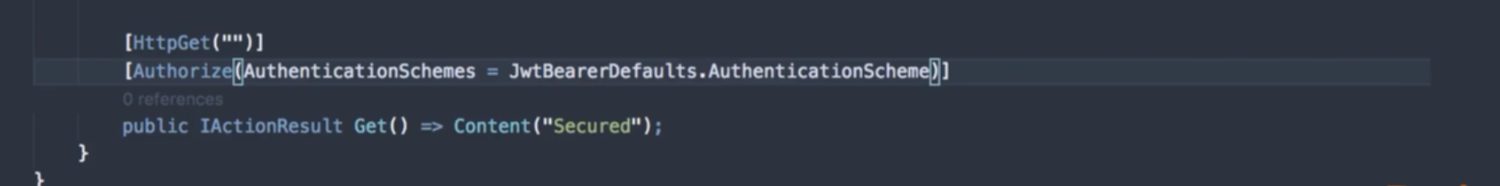 [HttpGet("")]
[Authorize(AuthenticationSchemes = JwtBearerDefaults.AuthenticationScheme)]
0 references
public IActionResult Get() => Content("Secured");
}
}